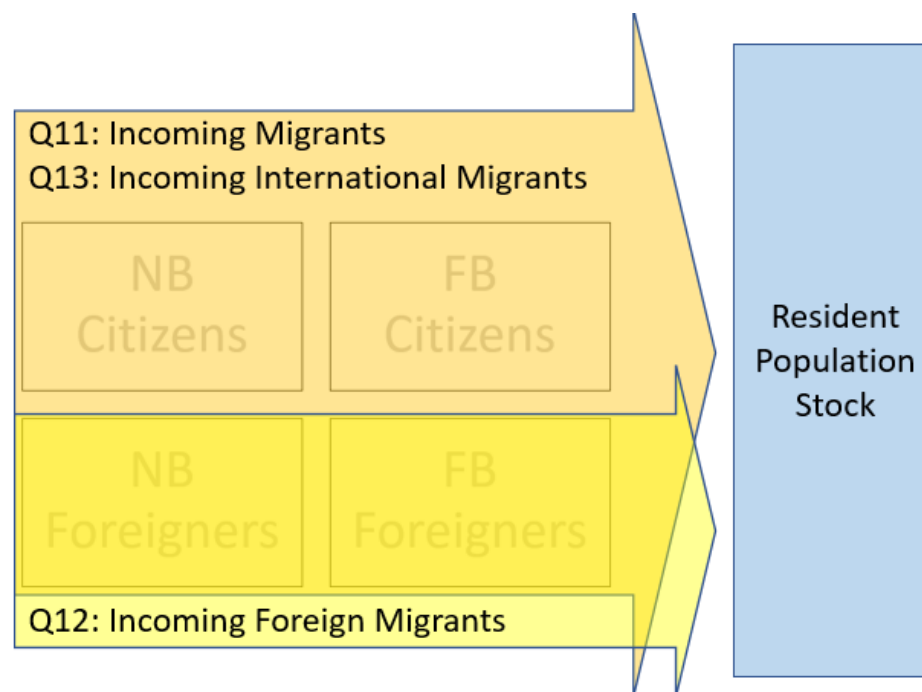 Q11: Incoming Migrants
Q13: Incoming International Migrants
NB
Citizens
FB
Citizens
NB
Foreigners
FB
Foreigners
Q12: Incoming Foreign Migrants
Resident
Population
Stock